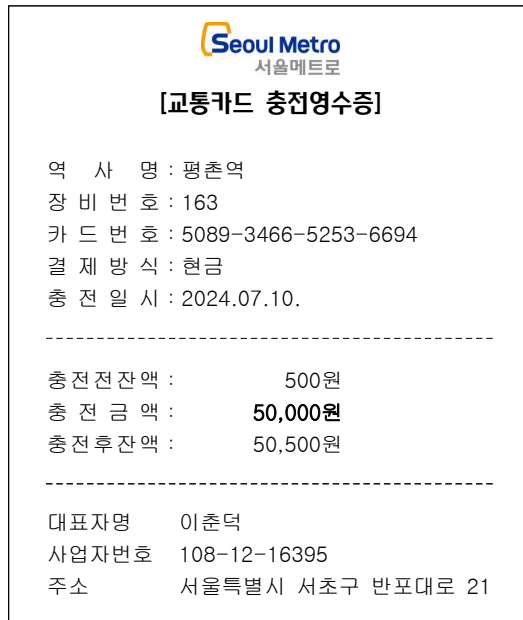 Seoul Metro
서울메트로
[교통카드 충전영수증]
역 사 명 : 평촌역
장 비 번 호 : 163
카 드 번 호 : 5089-3466-5253-6694
결 제 방 식 : 현금
충 전 일 시 : 2024.07.10.
충전전잔액 : 500원
충 전 금 액 : 50,000원
충전후잔액 : 50,500원
대표자명 이춘덕
사업자번호 108-12-16395
주소 서울특별시 서초구 반포대로 21